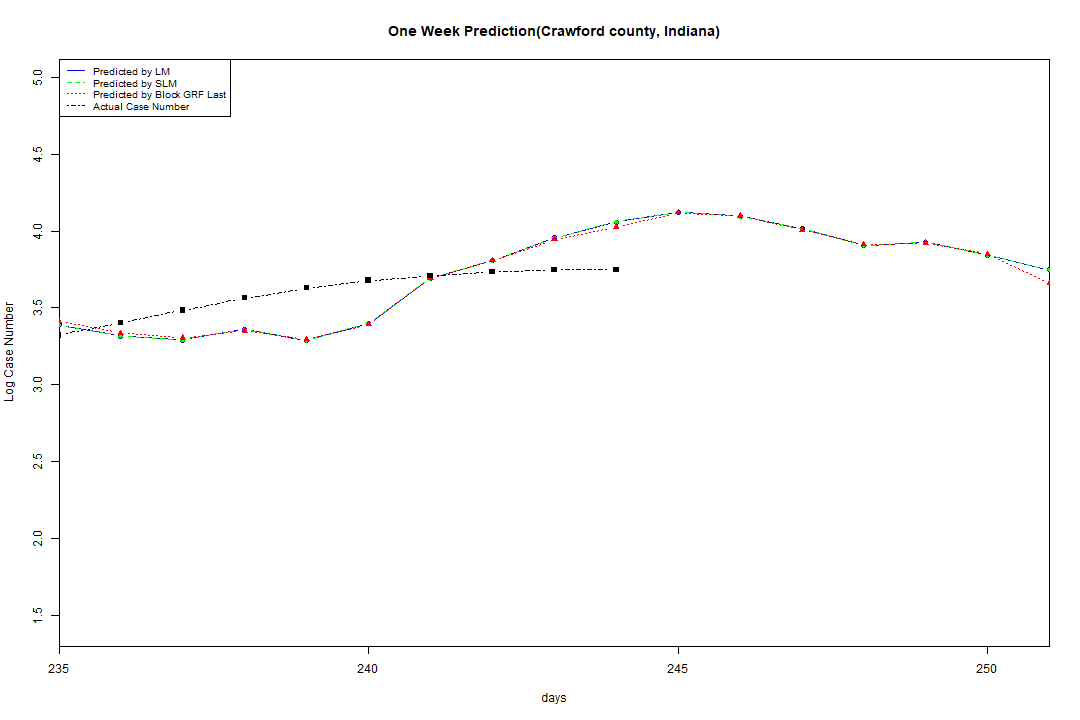 One Week Prediction(Crawford county, Indiana)
Predicted by LM
Predicted by SLM
Predicted by Block GRF Last
Actual Case Number
5.0
4.5
4.0
3.5
3.0
2.5
2.0
1.5
Log Case Number
235 240 245 250
days